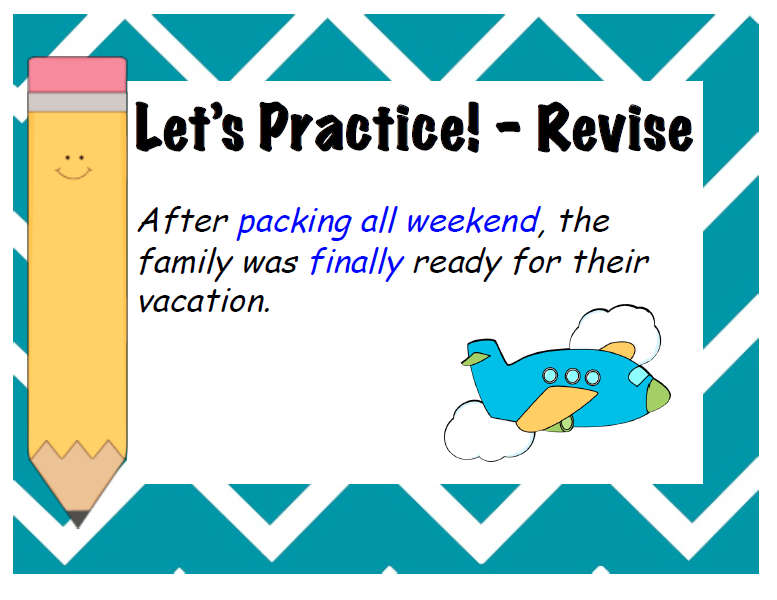 Let's Practice! - Revise
After packing all weekend, the
family was finally ready for their
vacation.